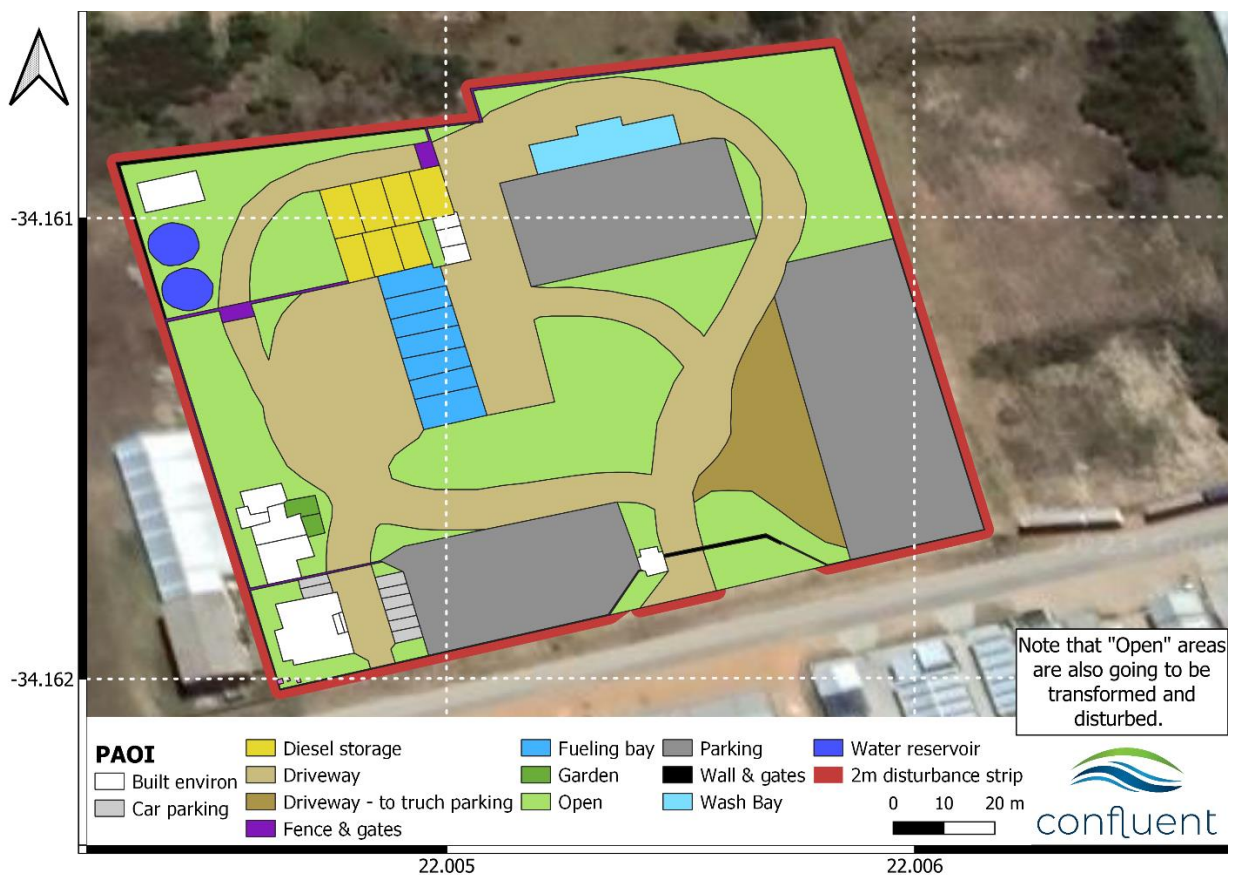 -34.161
-34.162
Note that "Open" areas
are also going to be
transformed and
disturbed.
PAOI
Built environ
Car parking
Diesel storage
Driveway
Driveway - to truch parking
Fence & gates
Fueling bay
Garden
Open
Parking
Wall & gates
Wash Bay
Water reservoir
2m disturbance strip
0 10 20 m
confluent
22.005 22.006